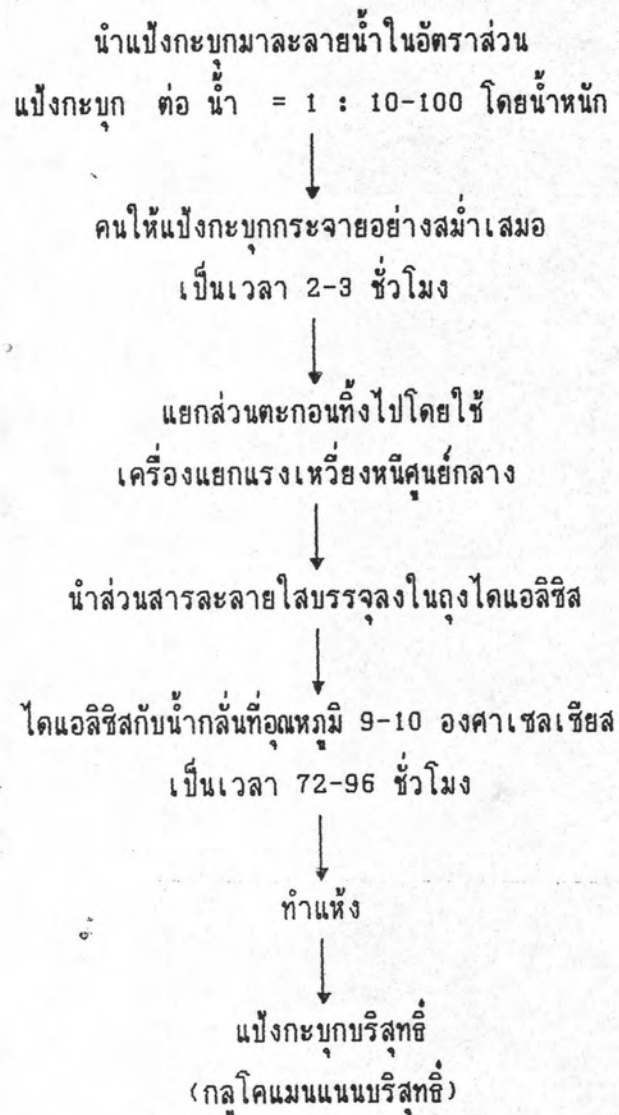 นำแป้งกะบุกมาละลายน้ำในอัตราส่วน
แป้งกะบุก ต่อ น้ำ = 1 : 10-100 โดยน้ำหนัก
คนให้แป้งกะบุกกระจายอย่างสม่ำเสมอ
เป็นเวลา 2-3 ชั่วโมง
แยกส่วนตะกอนทิ้งไปโดยใช้
เครื่องแยกแรงเหวี่ยงหนีศูนย์กลาง
นำส่วนสารละลายใสบรรจุลงในถุงไดแอลิซิส
ไดแอลิซิสกับน้ำกลั่นที่อุณหภูมิ 9-10 องศาเซลเซียส
เป็นเวลา 72-96 ชั่วโมง
ทำแห้ง
แป้งกะบุกบริสุทธิ์
(กลูโคแมนแนนบริสุทธิ์)